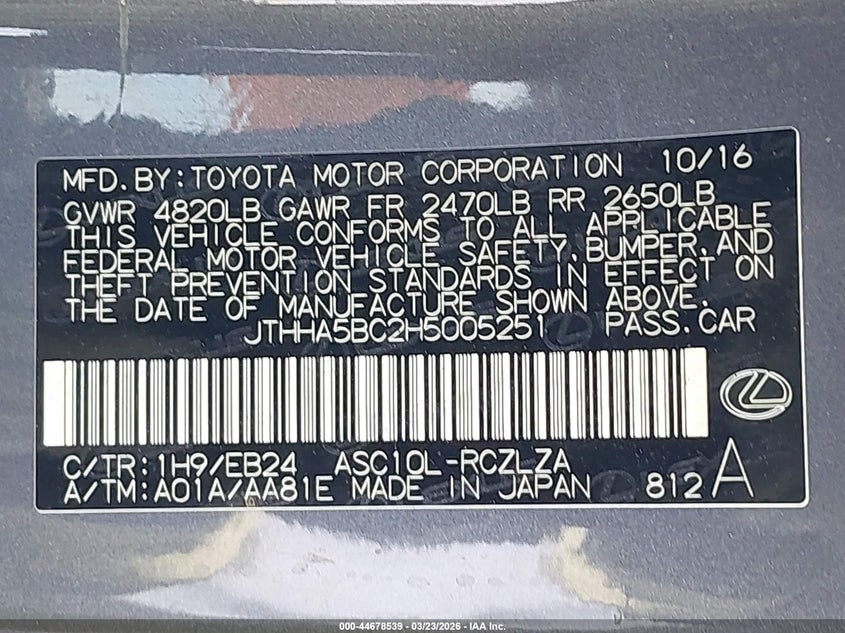 MFD.BY:TOYOTA MOTOR CORPORATION 10/16
GVWR 4820LB GAWR FR 2470LB RR 2650LB
THIS VEHICLE CONFORMS TO ALL APPLICABLE
FEDERAL MOTOR VEHICLE SAFETY,BUMPER,AND
THEFT PREVENTION STANDARDS IN EFFECT ON
THE DATE OF MANUFACTURE SHOWN ABOVE.
JTHHA5BC2H5005251 PASS.CAR
C/TR:1H9/EB24 ASC10L-RCZLZA
A/TM:A01A/AA81E MADE IN JAPAN 812 A
000-44678539 - 03/23/2026 - IAA Inc.